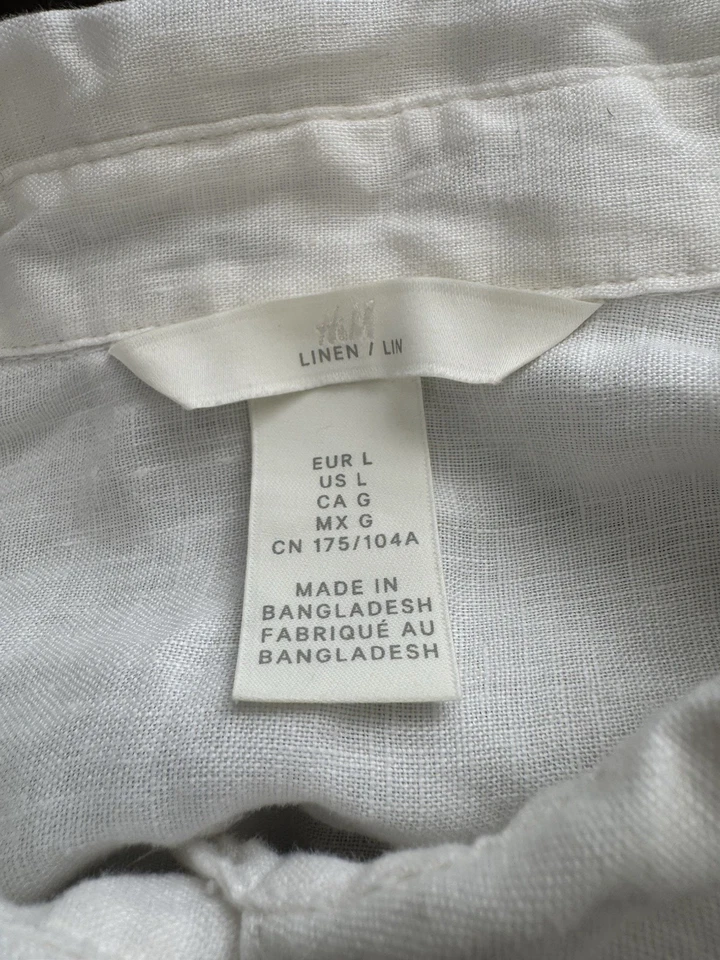 H&M
LINEN / LIN
EUR L
US L
CA G
MX G
CN 175/104A
MADE IN
BANGLADESH
FABRIQUÉ AU
BANGLADESH